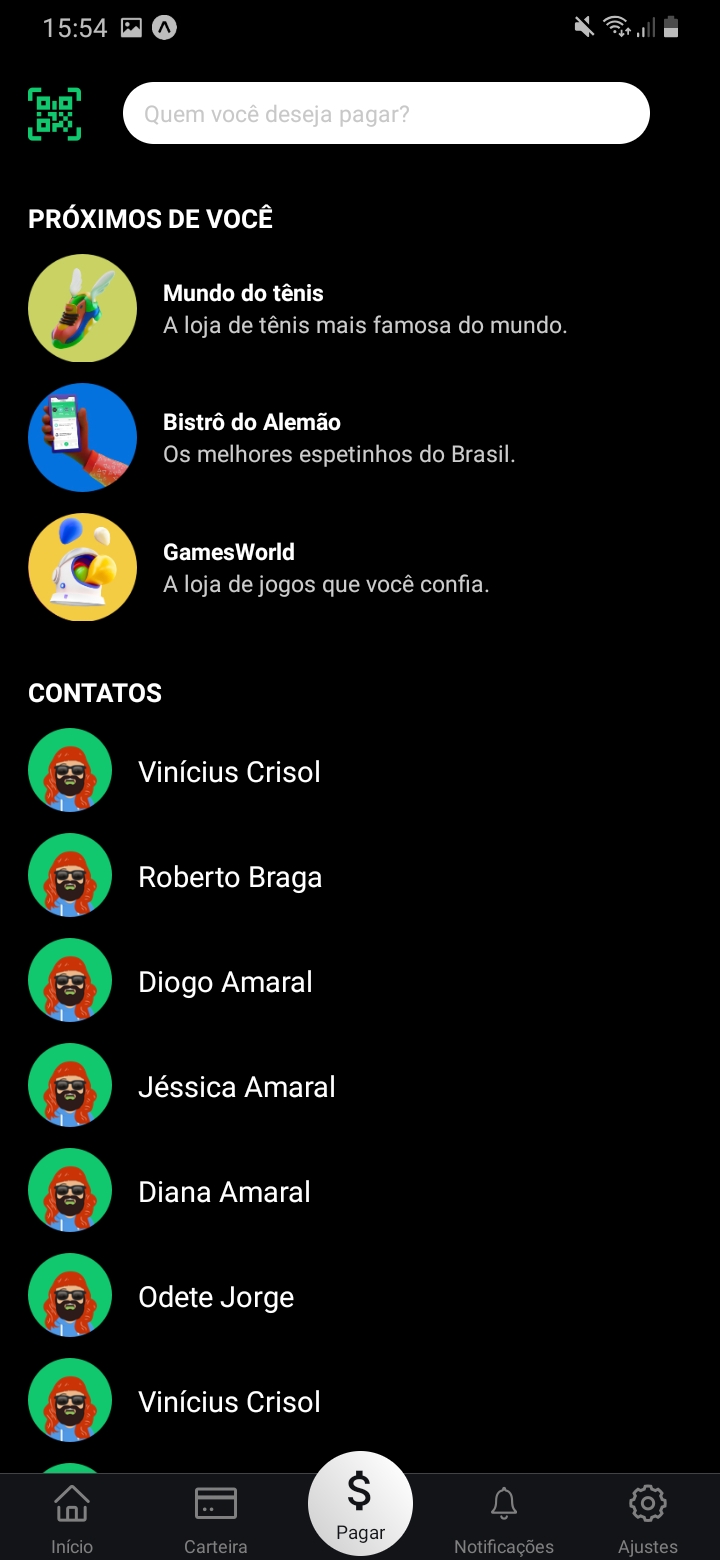 15:54
Quem você deseja pagar?
PRÓXIMOS DE VOCÊ
Mundo do tênis
A loja de tênis mais famosa do mundo.
Bistrô do Alemão
Os melhores espetinhos do Brasil.
GamesWorld
A loja de jogos que você confia.
CONTATOS
Vinícius Crisol
Roberto Braga
Diogo Amaral
Jéssica Amaral
Diana Amaral
Odete Jorge
Vinícius Crisol
$
Início
Carteira
Pagar
Notificações
Ajustes